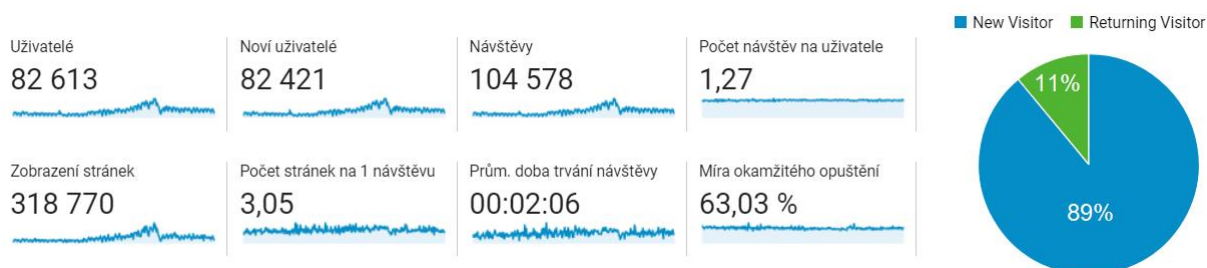 New Visitor
Returning Visitor
Uživatelé
82 613
Noví uživatelé
82 421
Návštěvy
104 578
Počet návštěv na uživatele
1,27
Zobrazení stránek
318 770
Počet stránek na 1 návštěvu
3,05
Prům. doba trvání návštěvy
00:02:06
Míra okamžitého opuštění
63,03 %
11%
89%